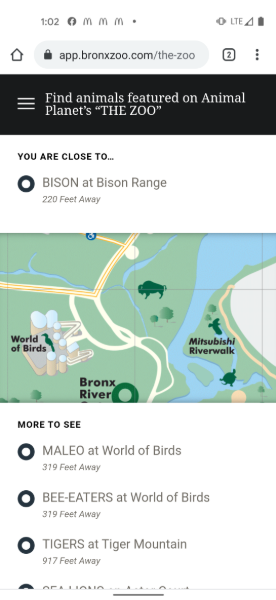 1:02
LTE
app.bronxzoo.com/the-zoo
2
Find animals featured on Animal
Planet's "THE ZOO"
YOU ARE CLOSE TO...
BISON at Bison Range
220 Feet Away
World
of Birds
Mitsubishi
Riverwalk
Bronx
River
MORE TO SEE
MALEO at World of Birds
319 Feet Away
BEE-EATERS at World of Birds
319 Feet Away
TIGERS at Tiger Mountain
917 Feet Away